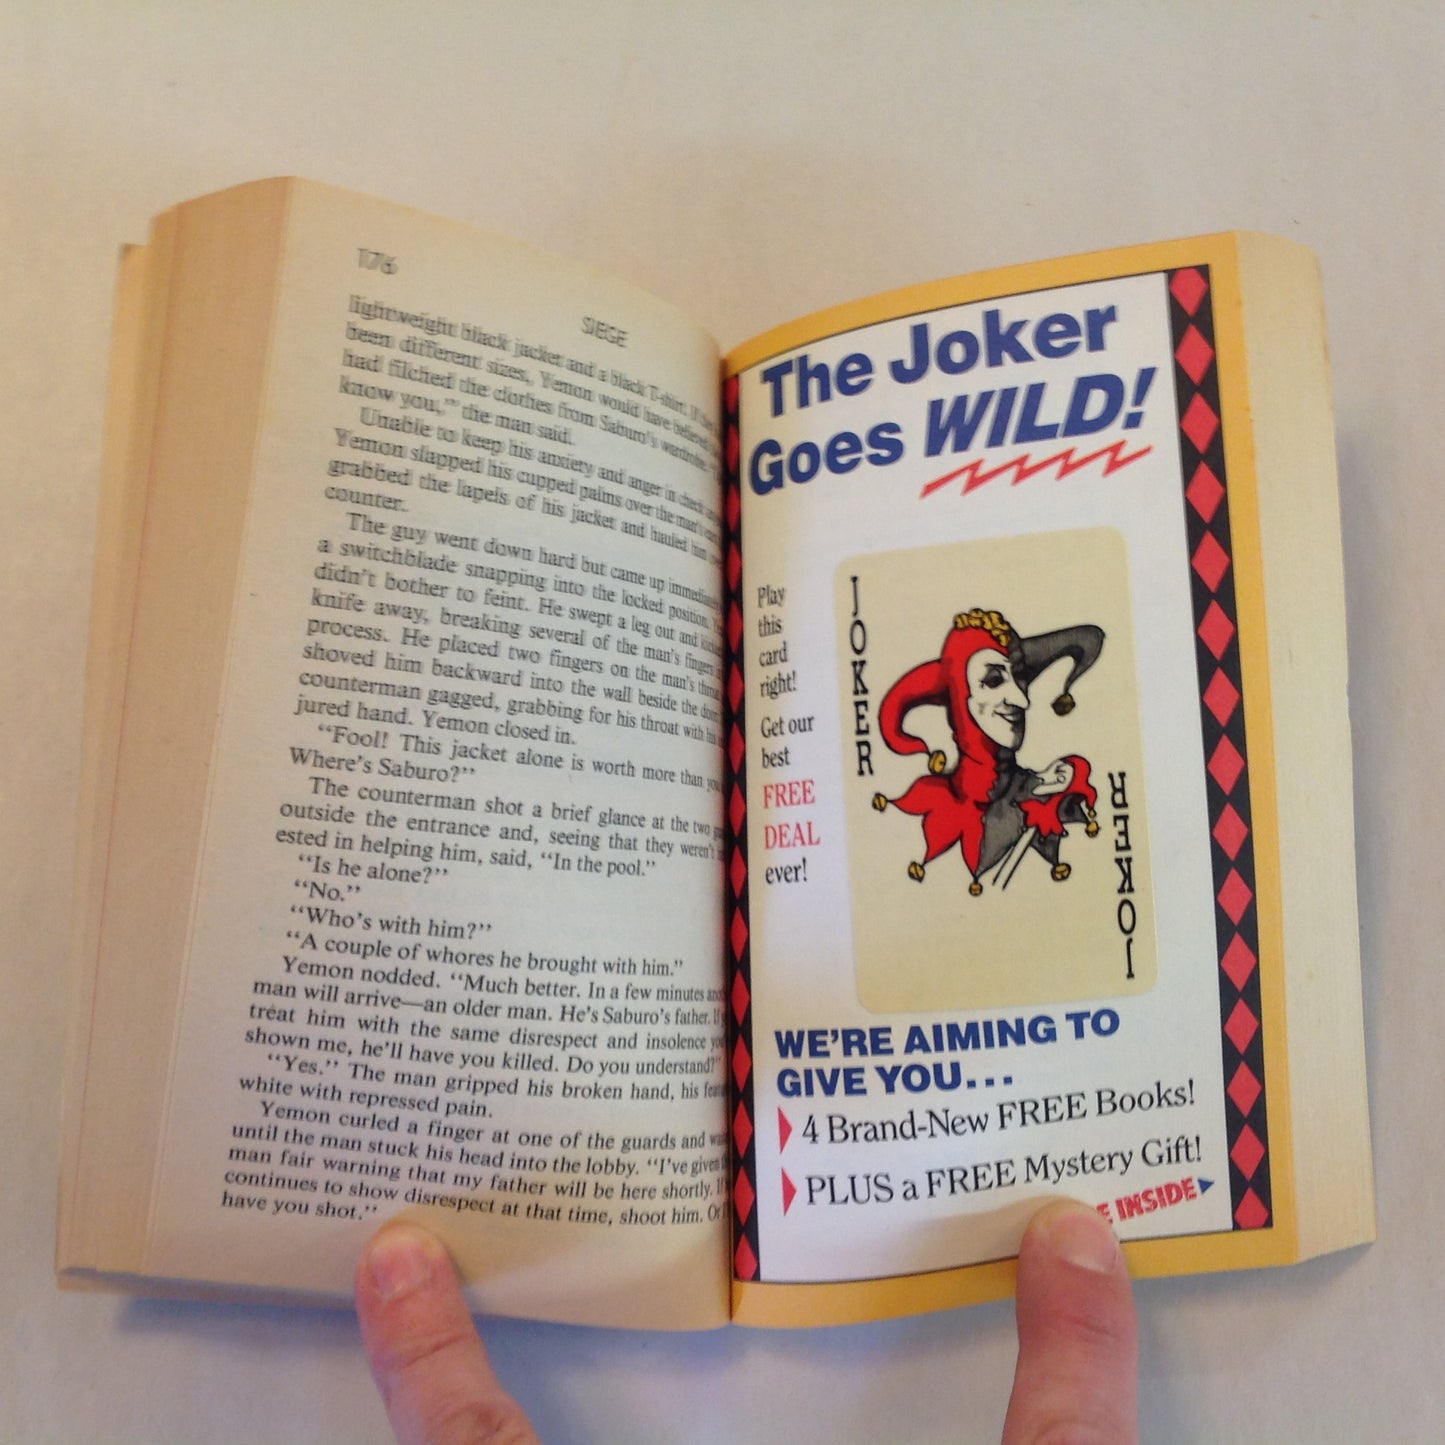 176
SIEGE
lightweight black jacket and a black T-shirt. If
been different sizes, Yemon would have believed
had filched the clothes from Saburo's wardrobe.
know you," the man said.
Unable to keep his anxiety and anger in check
Yemon slapped his cupped palms over the man's
grabbed the lapels of his jacket and hauled him
counter.
The guy went down hard but came up immediately
a switchblade snapping into the locked position.
didn't bother to feint. He swept a leg out and
knife away, breaking several of the man's fingers
process. He placed two fingers on the man's
shoved him backward into the wall beside the
counterman gagged, grabbing for his throat with his
jured hand. Yemon closed in.
"Fool! This jacket alone is worth more than
Where's Saburo?"
The counterman shot a brief glance at the two
outside the entrance and, seeing that they weren't
ested in helping him, said, "In the pool."
"Is he alone?"
"No."
"Who's with him?"
"A couple of whores he brought with him."
Yemon nodded. "Much better. In a few minutes
man will arrive—an older man. He's Saburo's father. If
treat him with the same disrespect and insolence
shown me, he'll have you killed. Do you understand?"
"Yes." The man gripped his broken hand, his
white with repressed pain.
Yemon curled a finger at one of the guards and
until the man stuck his head into the lobby. "I've given
man fair warning that my father will be here shortly. If
continues to show disrespect at that time, shoot him. Or
have you shot."
The Joker
Goes WILD!
Play
this
card
right!
Get our
best
FREE
DEAL
ever!
JOKER
JOKER
WE'RE AIMING TO
GIVE YOU...
4 Brand-New FREE Books!
PLUS a FREE Mystery Gift!
INSIDE